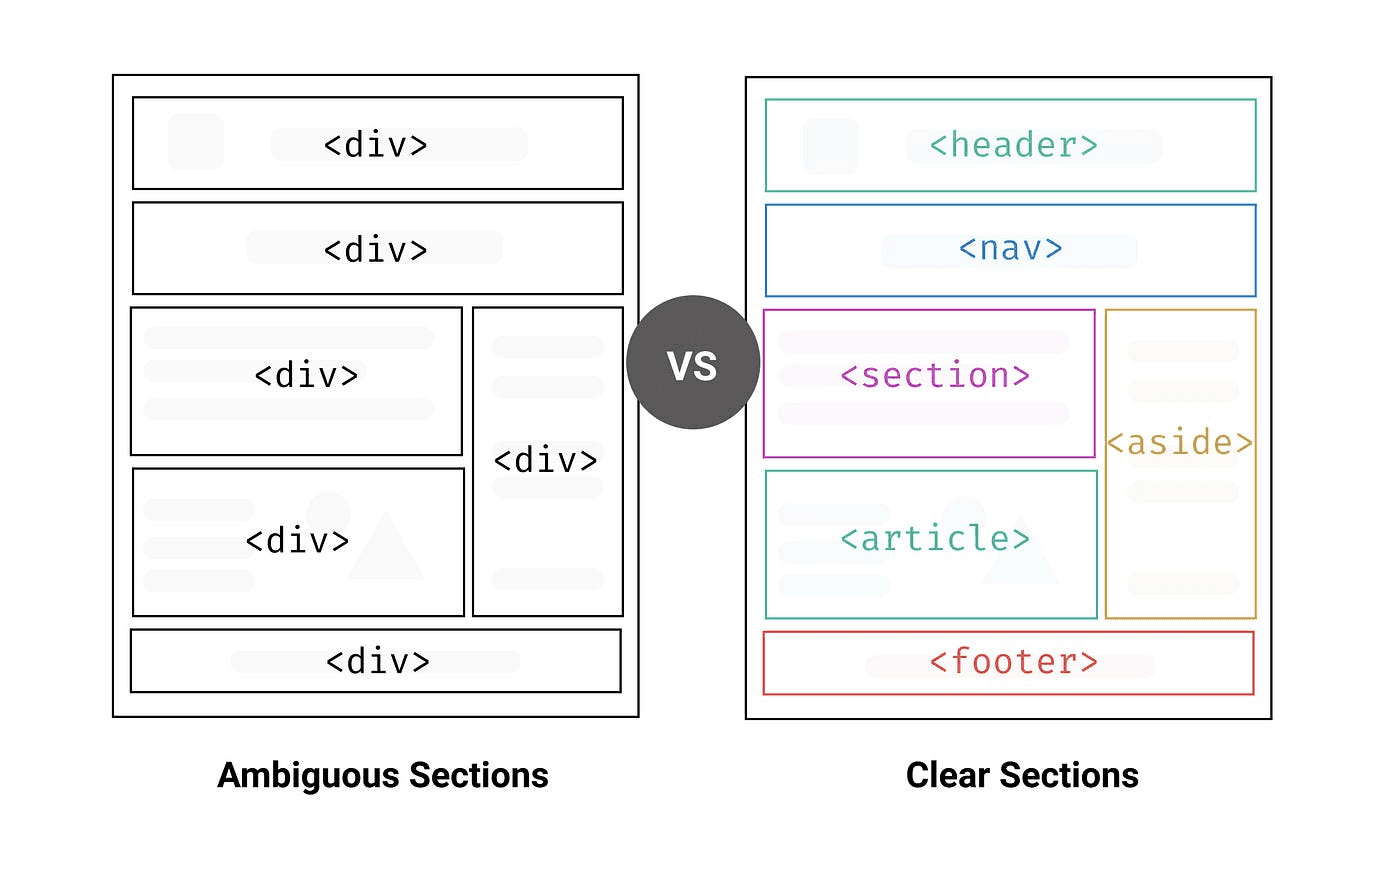 <div>
<div>
<div>
<div>
<div>
<div>
Ambiguous Sections
VS
<header>
<nav>
<section>
<aside>
<article>
<footer>
Clear Sections